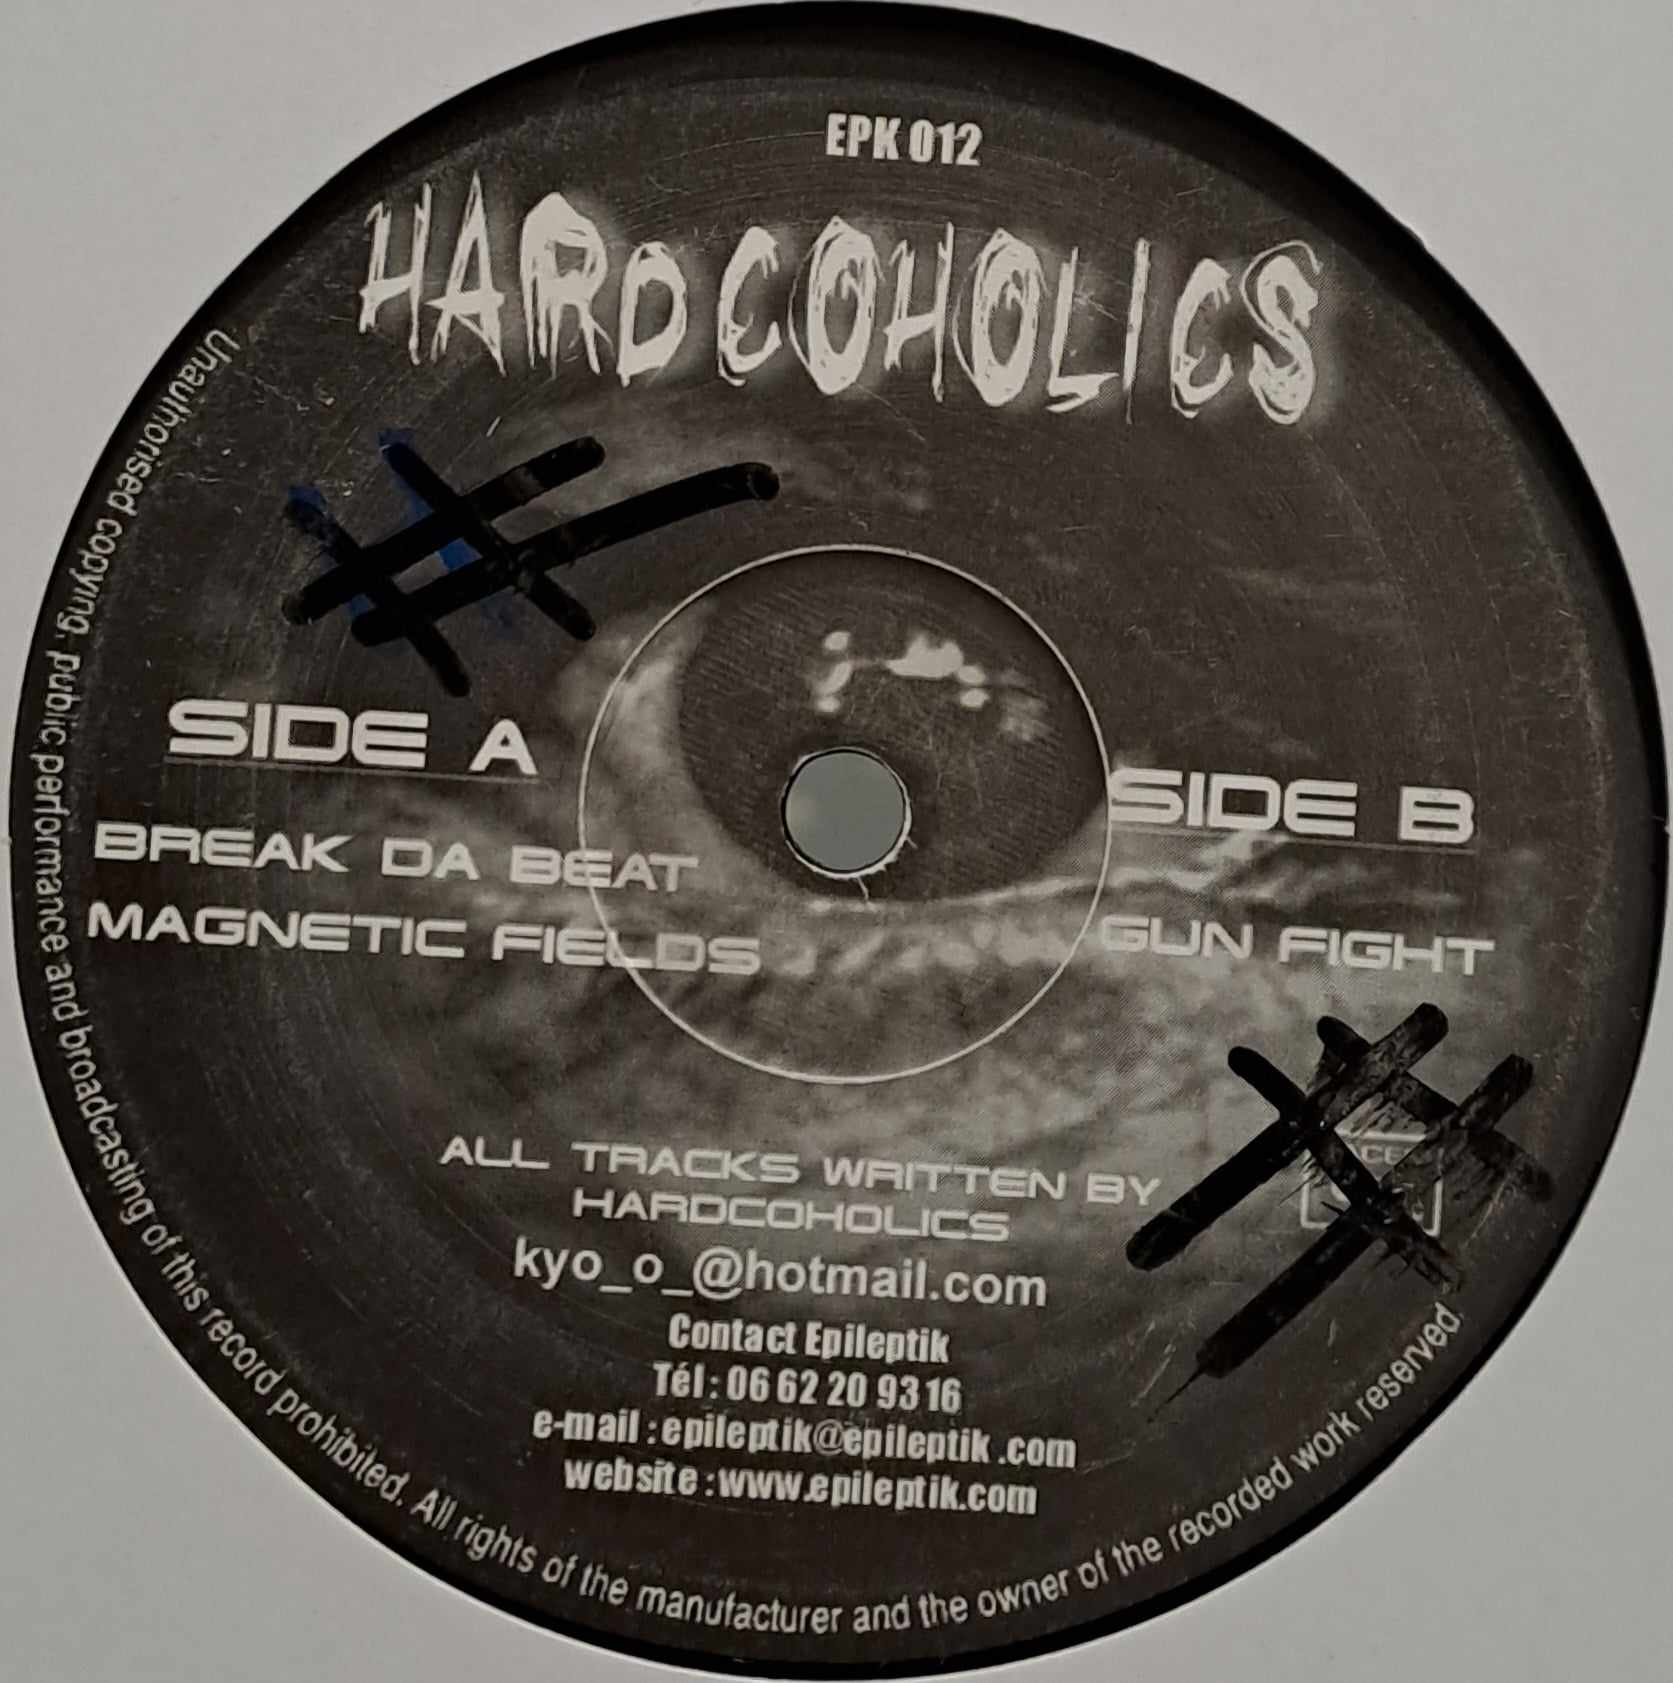 EPK 012
HARDCOHOLICS
SIDE A
BREAK DA BEAT
MAGNETIC FIELDS
SIDE B
GUN FIGHT
ALL TRACKS WRITTEN BY
HARDCOHOLICS
kyo_o_@hotmail.com
Contact Epileptik
Tél : 06 62 20 93 16
e-mail : epileptik@epileptik .com
website : www.epileptik.com
Unauthorised copying, public performance and broadcasting of this record prohibited. All rights of the manufacturer and the owner of the recorded work reserved.